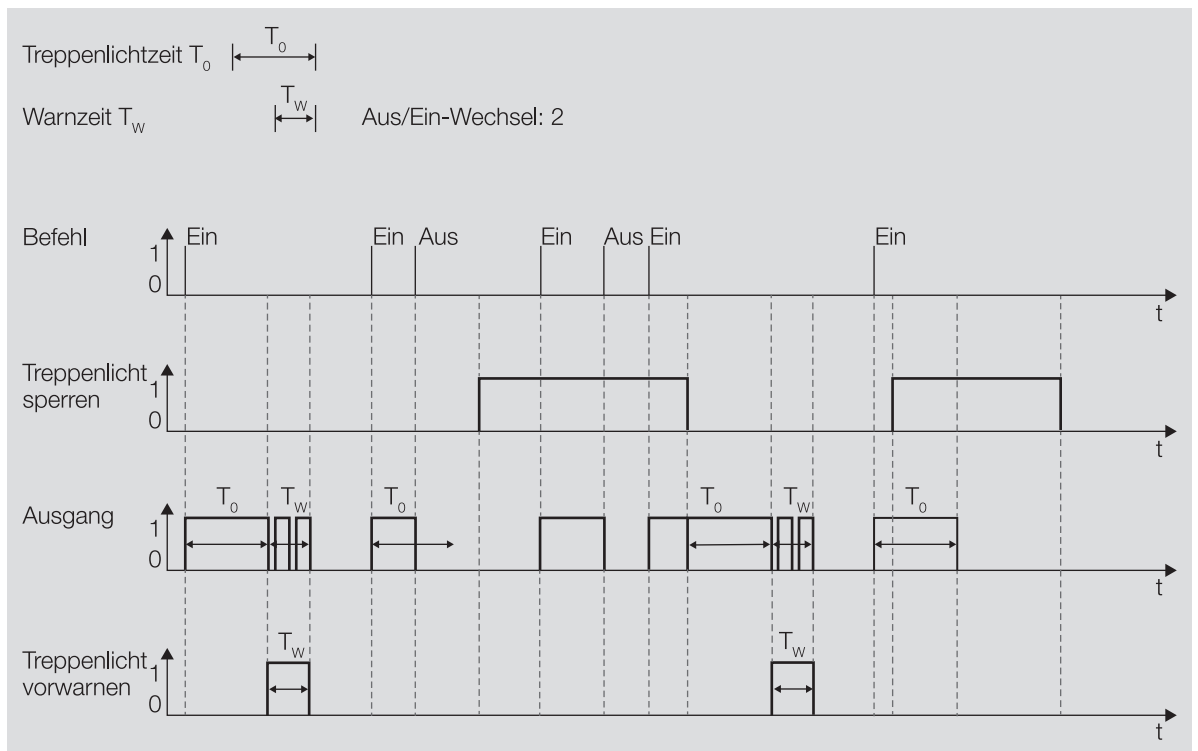 Treppenlichtzeit T0 T0
Warnzeit TW TW Aus/Ein-Wechsel: 2
Befehl 1 Ein Ein Aus Ein Aus Ein Ein
0
t
Treppenlicht
sperren 1
0
t
T0 TW T0 T0 TW T0
Ausgang 1
0
t
TW TW
Treppenlicht
vorwarnen 1
0
t